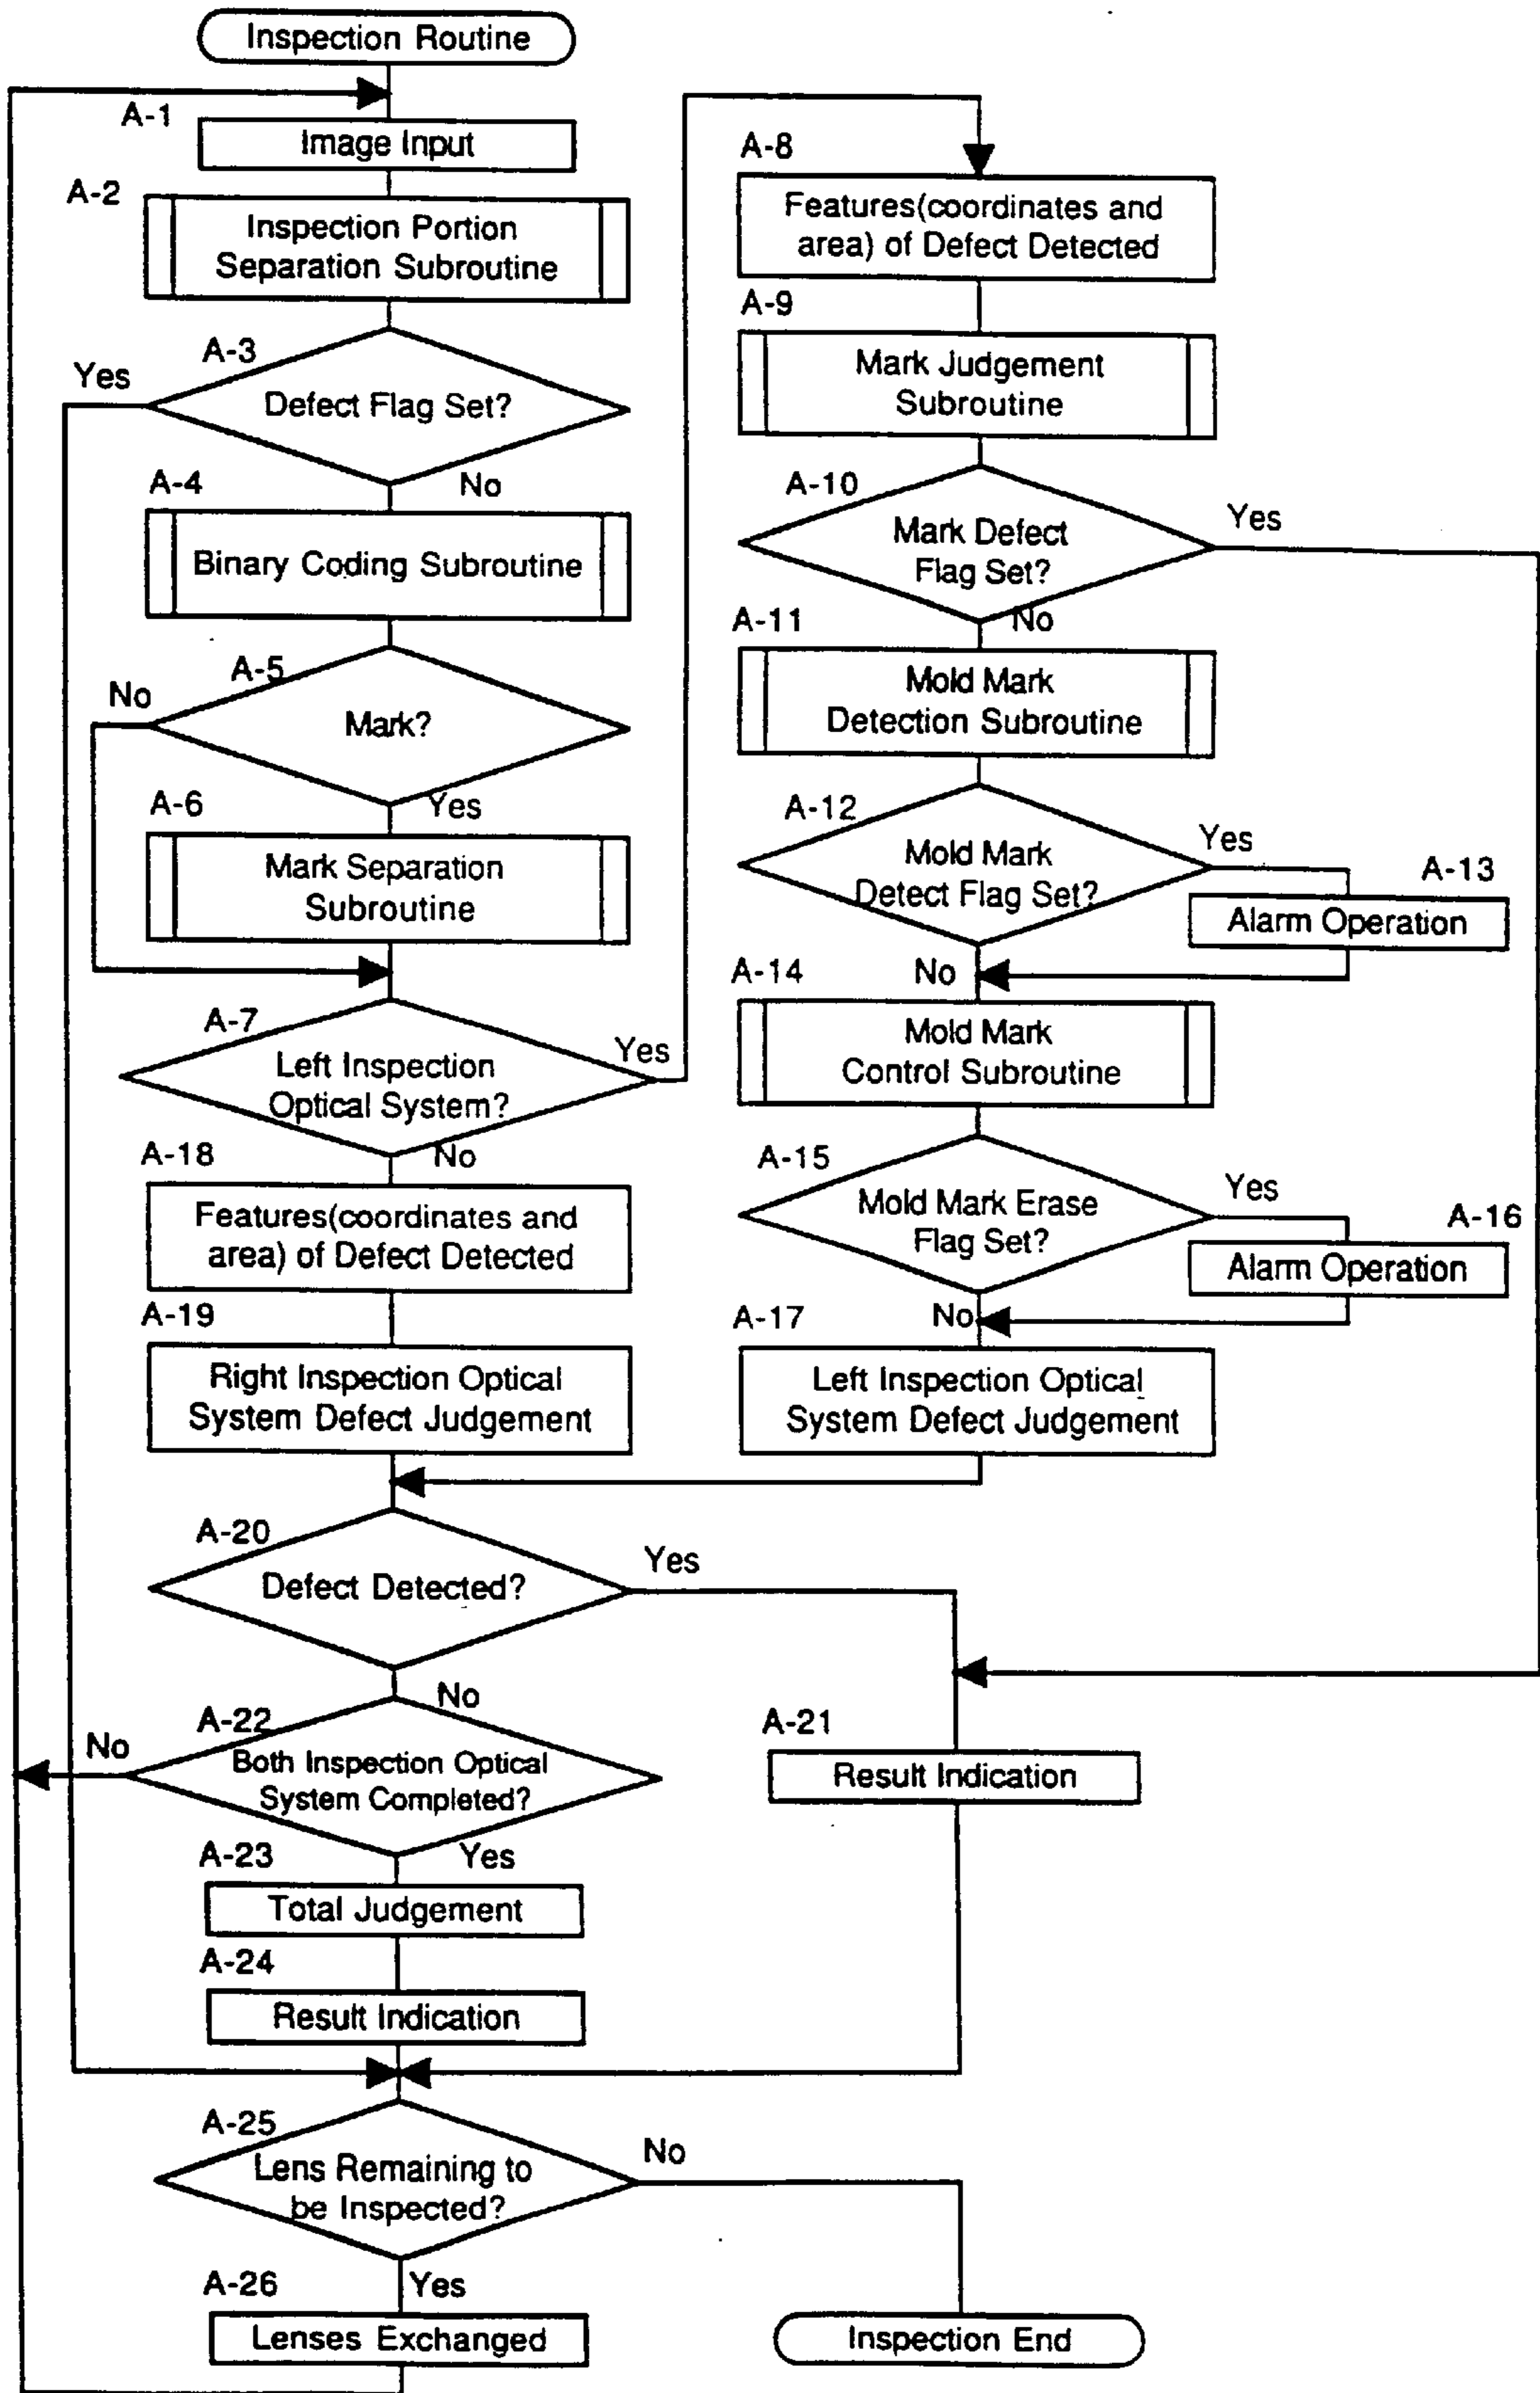 Inspection Routine
A-1
Image Input
A-2
Inspection Portion
Separation Subroutine
A-3
Yes
Defect Flag Set?
No
A-4
Binary Coding Subroutine
A-5
No
Mark?
Yes
A-6
Mark Separation
Subroutine
A-7
Left Inspection
Optical System?
Yes
No
A-8
Features(coordinates and
area) of Defect Detected
A-9
Mark Judgement
Subroutine
A-10
Mark Defect
Flag Set?
Yes
No
A-11
Mold Mark
Detection Subroutine
A-12
Mold Mark
Detect Flag Set?
Yes
A-13
Alarm Operation
No
A-14
Mold Mark
Control Subroutine
A-15
Mold Mark Erase
Flag Set?
Yes
A-16
Alarm Operation
No
A-17
Left Inspection Optical
System Defect Judgement
A-18
Features(coordinates and
area) of Defect Detected
A-19
Right Inspection Optical
System Defect Judgement
A-20
Defect Detected?
Yes
No
A-21
Result Indication
A-22
No
Both Inspection Optical
System Completed?
Yes
A-23
Total Judgement
A-24
Result Indication
A-25
Lens Remaining to
be Inspected?
No
Yes
A-26
Lenses Exchanged
Inspection End